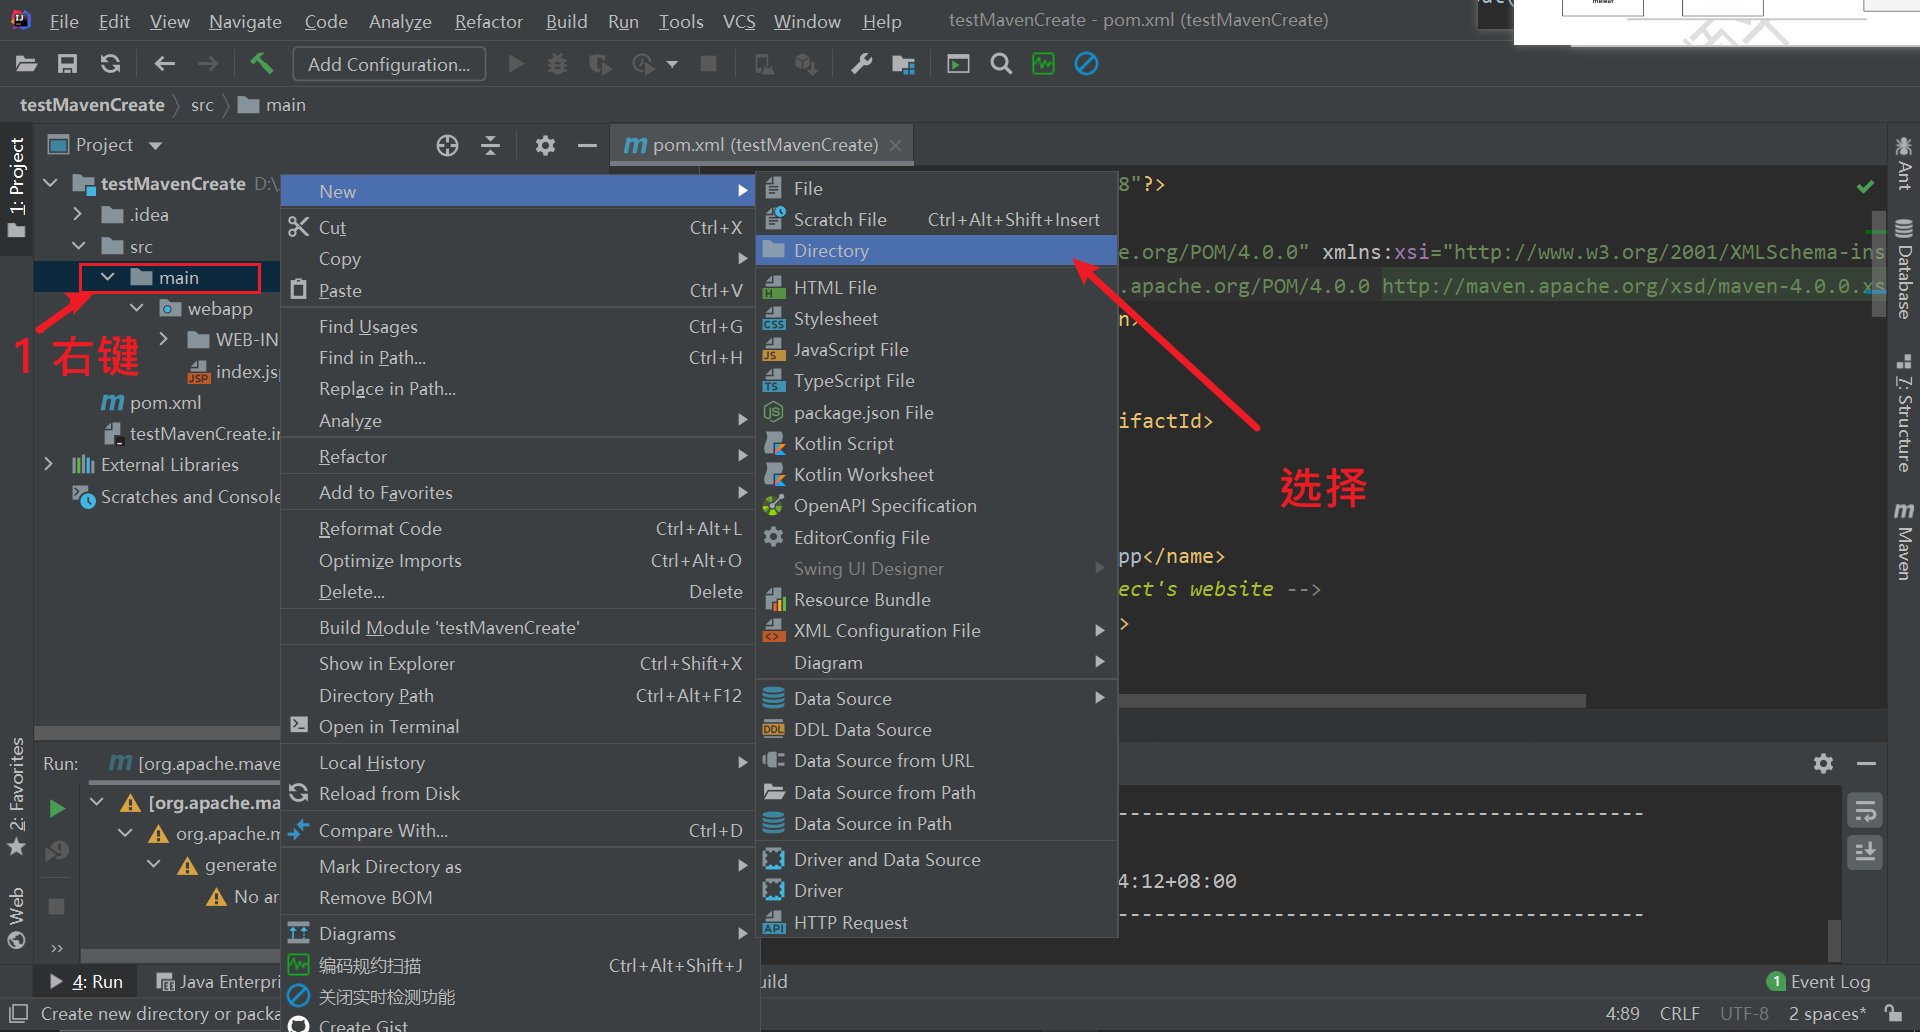 File Edit View Navigate Code Analyze Refactor Build Run Tools VCS Window Help testMavenCreate - pom.xml (testMavenCreate)
Add Configuration...
testMavenCreate src main
1: Project
Project
pom.xml (testMavenCreate)
testMavenCreate D:\
.idea
src
main
webapp
WEB-IN
index.js
pom.xml
testMavenCreate.i
External Libraries
Scratches and Console
1 右键
New
Cut Ctrl+X
Copy
Paste Ctrl+V
Find Usages Ctrl+G
Find in Path... Ctrl+H
Replace in Path...
Analyze
Refactor
Add to Favorites
Reformat Code Ctrl+Alt+L
Optimize Imports Ctrl+Alt+O
Delete... Delete
Build Module 'testMavenCreate'
Show in Explorer Ctrl+Shift+X
Directory Path Ctrl+Alt+F12
Open in Terminal
Local History
Reload from Disk
Compare With... Ctrl+D
Mark Directory as
Remove BOM
Diagrams
编码规约扫描 Ctrl+Alt+Shift+J
关闭实时检测功能
Create Gist
File
Scratch File Ctrl+Alt+Shift+Insert
Directory
HTML File
Stylesheet
JavaScript File
TypeScript File
package.json File
Kotlin Script
Kotlin Worksheet
OpenAPI Specification
EditorConfig File
Swing UI Designer
Resource Bundle
XML Configuration File
Diagram
Data Source
DDL Data Source
Data Source from URL
Data Source from Path
Data Source in Path
Driver and Data Source
Driver
HTTP Request
8"?>
e.org/POM/4.0.0" xmlns:xsi="http://www.w3.org/2001/XMLSchema-ins
.apache.org/POM/4.0.0 http://maven.apache.org/xsd/maven-4.0.0.xs
n>
ifactId>
选择
pp</name>
ect's website -->
>
Ant
Database
7: Structure
Maven
2: Favorites
Web
Run: [org.apache.mave
[org.apache.ma
org.apache.m
generate
No ar
--------------------------------------------
4:12+08:00
--------------------------------------------
4: Run Java Enterpri uild 1 Event Log
Create new directory or packa 4:89 CRLF UTF-8 2 spaces*